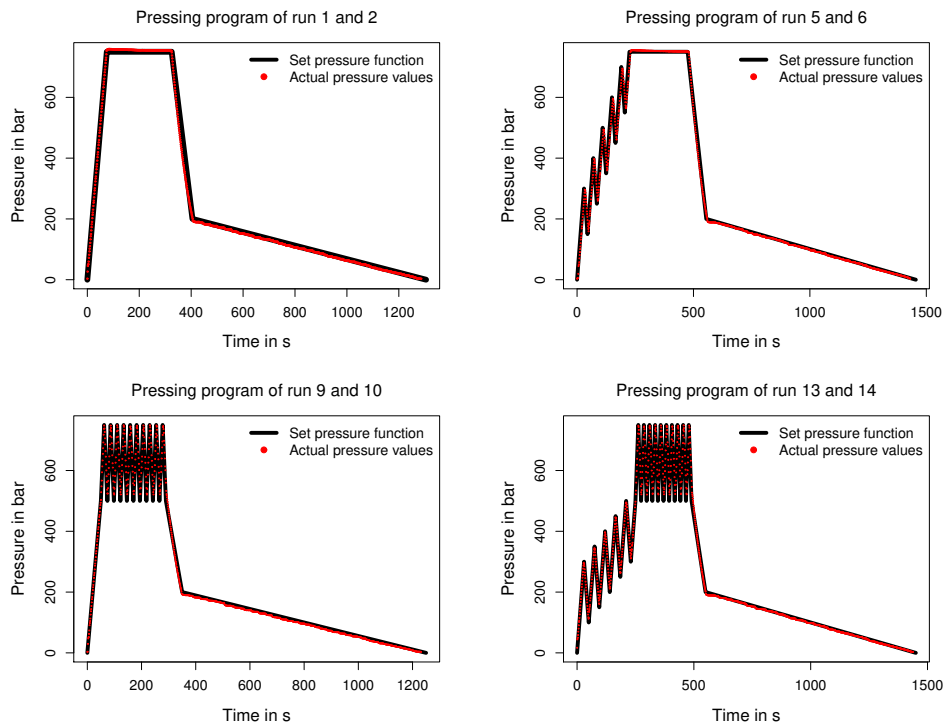 Pressing program of run 1 and 2
Set pressure function
Actual pressure values
Pressure in bar
0 200 400 600
0 200 400 600 800 1000 1200
Time in s
Pressing program of run 5 and 6
Set pressure function
Actual pressure values
Pressure in bar
0 200 400 600
0 500 1000 1500
Time in s
Pressing program of run 9 and 10
Set pressure function
Actual pressure values
Pressure in bar
0 200 400 600
0 200 400 600 800 1000 1200
Time in s
Pressing program of run 13 and 14
Set pressure function
Actual pressure values
Pressure in bar
0 200 400 600
0 500 1000 1500
Time in s